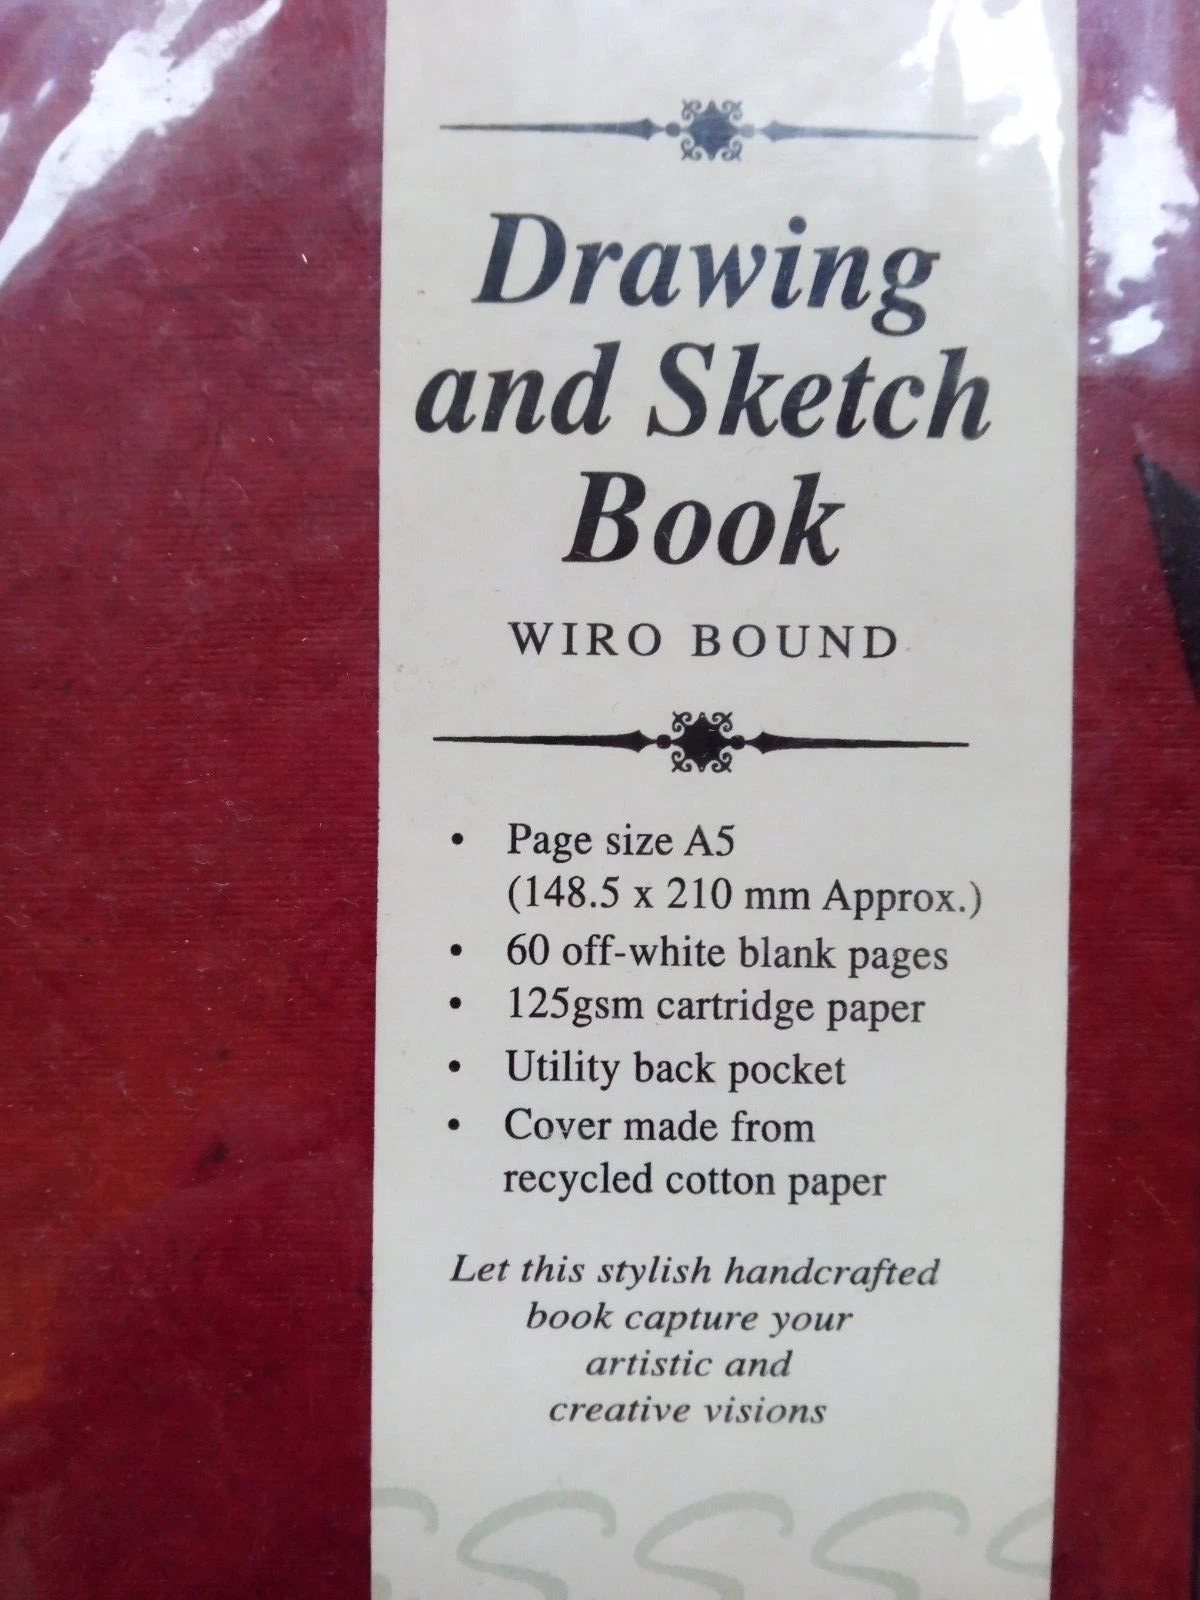 Drawing
and Sketch
Book
WIRO BOUND
• Page size A5
(148.5 x 210 mm Approx.)
• 60 off-white blank pages
• 125gsm cartridge paper
• Utility back pocket
• Cover made from
recycled cotton paper
Let this stylish handcrafted
book capture your
artistic and
creative visions